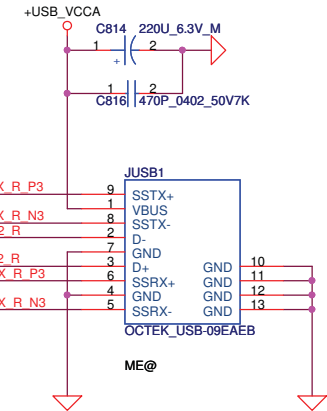 +USB_VCCA
C814 220U_6.3V_M
1 2
+
1 2
C816 470P_0402_50V7K
JUSB1
X_R_P3 9 SSTX+
1 VBUS
X_R_N3 8 SSTX-
2_R 2 D-
7 GND
2_R 3 D+ GND 10
X_R_P3 6 SSRX+ GND 11
4 GND GND 12
X_R_N3 5 SSRX- GND 13
OCTEK_USB-09EAEB
ME@